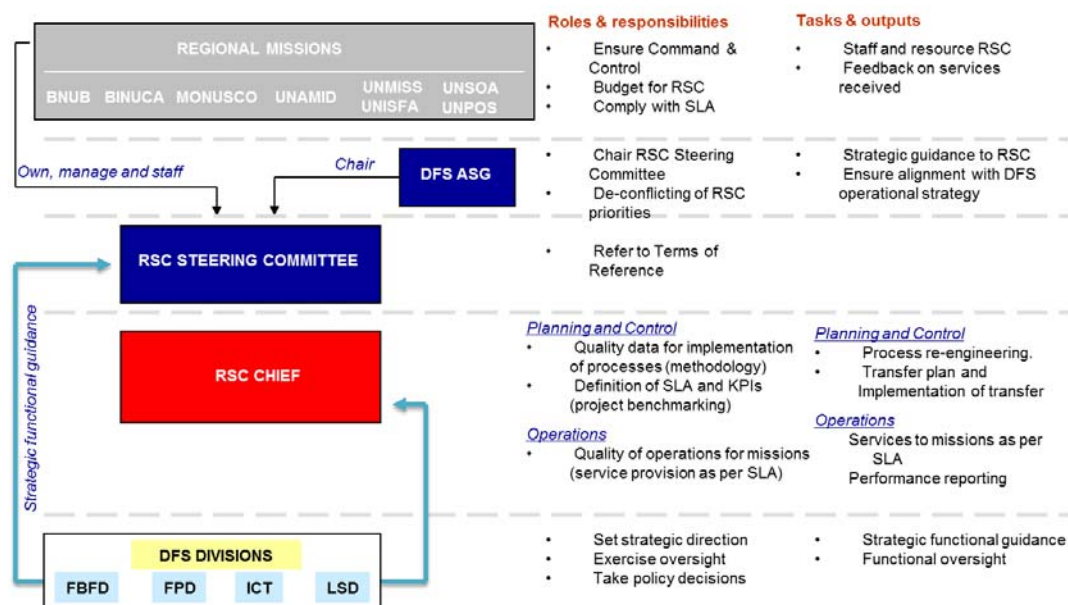 Roles & responsibilities
Tasks & outputs
REGIONAL MISSIONS
BNUB BINUCA MONUSCO UNAMID UNMISS UNSOA
UNISFA UNPOS
• Ensure Command &
Control
• Budget for RSC
• Comply with SLA
• Staff and resource RSC
• Feedback on services
received
Own, manage and staff
Chair
DFS ASG
• Chair RSC Steering
Committee
• De-conflicting of RSC
priorities
• Strategic guidance to RSC
• Ensure alignment with DFS
operational strategy
RSC STEERING COMMITTEE
• Refer to Terms of
Reference
Strategic functional guidance
RSC CHIEF
Planning and Control
• Quality data for implementation
of processes (methodology)
• Definition of SLA and KPIs
(project benchmarking)
Operations
• Quality of operations for missions
(service provision as per SLA)
Planning and Control
• Process re-engineering.
• Transfer plan and
Implementation of transfer
Operations
Services to missions as per
SLA
Performance reporting
DFS DIVISIONS
FBFD FPD ICT LSD
• Set strategic direction
• Exercise oversight
• Take policy decisions
• Strategic functional guidance
• Functional oversight